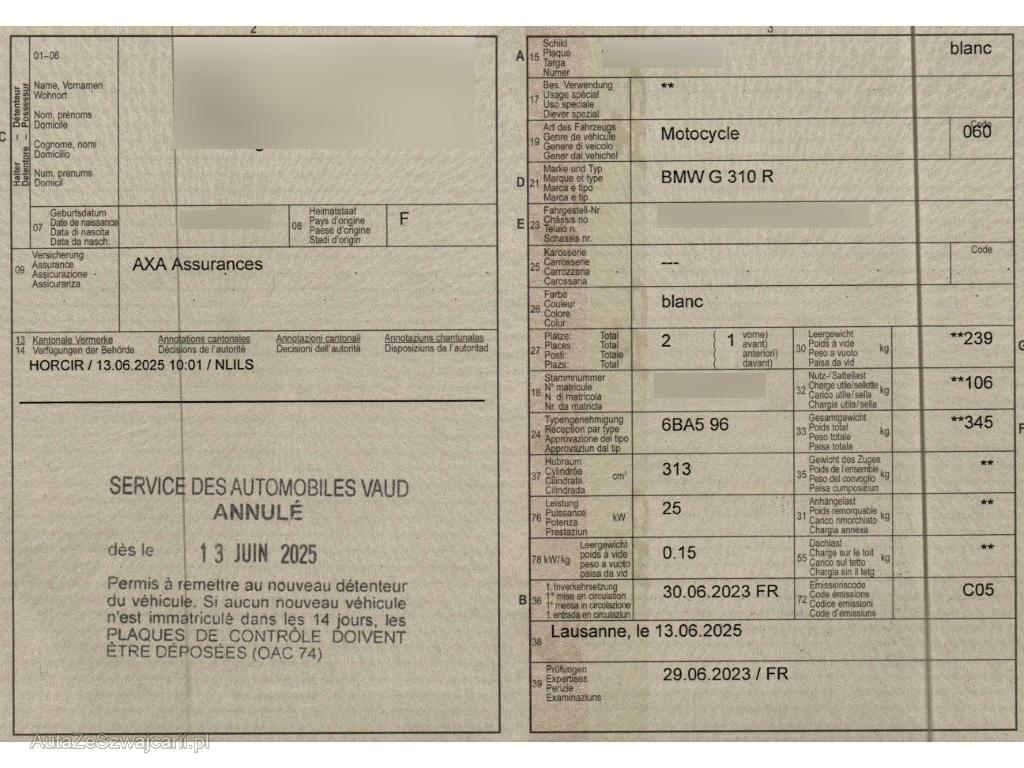 2
01–06
Halter – Détenteur
Detentore – Possessur
C
Name, Vornamen
Wohnort
Nom, prénoms
Domicile
Cognome, nomi
Domicilio
Num, prenums
Domicil
07
Geburtsdatum
Date de naissance
Data di nascita
Data da nasch.
08
Heimatstaat
Pays d'origine
Paese d'origine
Stadi d'origin
F
09
Versicherung
Assurance
Assicurazione
Assicuranza
AXA Assurances
13 Kantonale Vermerke Annotations cantonales Annotazioni cantonali Annotaziuns chantunalas
14 Verfügungen der Behörde Décisions de l'autorité Decisioni dell'autorità Disposiziuns da l'autoritad
HORCIR / 13.06.2025 10:01 / NLILS
SERVICE DES AUTOMOBILES VAUD
ANNULÉ
dès le 13 JUIN 2025
Permis à remettre au nouveau détenteur
du véhicule. Si aucun nouveau véhicule
n'est immatriculé dans les 14 jours, les
PLAQUES DE CONTRÔLE DOIVENT
ÊTRE DÉPOSÉES (OAC 74)
3
A 15
Schild
Plaque
Targa
Numer
blanc
17
Bes. Verwendung
Usage spécial
Uso speciale
Diever spezial
**
19
Art des Fahrzeugs
Genre de véhicule
Genere di veicolo
Gener dal vehichel
Motocycle
Code
060
D 21
Marke und Typ
Marque et type
Marca e tipo
Marca e tip
BMW G 310 R
E 23
Fahrgestell-Nr.
Châssis no
Telaio n.
Schassis nr.
25
Karosserie
Carrosserie
Carrozzeria
Carossaria
---
Code
26
Farbe
Couleur
Colore
Colur
blanc
27
Plätze: Total
Places: Total
Posti: Totale
Plazs: Total
2
1
vorne)
avant)
anteriori)
davant)
30
Leergewicht
Poids à vide
Peso a vuoto
Paisa da vid
kg
**239
G
18
Stammnummer
N° matricule
N. di matricola
Nr. da matricla
32
Nutz-/Sattellast
Charge utile/sellette
Carico utile/sella
Chargia utila/sella
kg
**106
24
Typengenehmigung
Réception par type
Approvazione del tipo
Approvaziun dal tip
6BA5 96
33
Gesamtgewicht
Poids total
Peso totale
Paisa totala
kg
**345
F
37
Hubraum
Cylindrée
Cilindrata
Cilindrada
cm³
313
35
Gewicht des Zuges
Poids de l'ensemble
Peso del convoglio
Paisa cumposiziun
kg
**
76
Leistung
Puissance
Potenza
Prestaziun
kW
25
31
Anhängelast
Poids remorquable
Carico rimorchiato
Chargia annexa
kg
**
78 kW/kg
Leergewicht
poids à vide
peso a vuoto
paisa da vid
0.15
55
Dachlast
Charge sur le toit
Carico sul tetto
Chargia sin il tetg
kg
**
B 36
1. Inverkehrsetzung
1re mise en circulation
1a messa in circolazione
1. entrada en circulaziun
30.06.2023 FR
72
Emissionscode
Code émissions
Codice emissioni
Code d'emissiuns
C05
38
Lausanne, le 13.06.2025
39
Prüfungen
Expertises
Perizie
Examinaziuns
29.06.2023 / FR
AutaZeSzwajcarii.pl